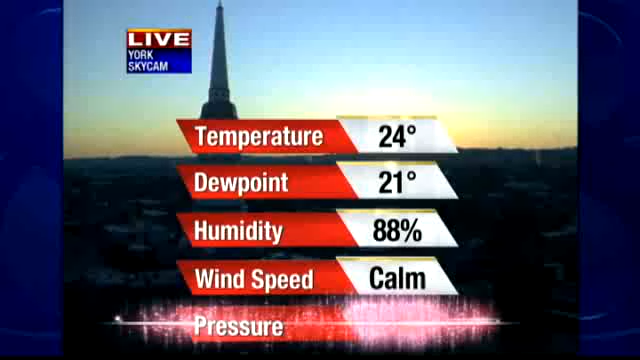 LIVE
YORK
SKYCAM
Temperature 24°
Dewpoint 21°
Humidity 88%
Wind Speed Calm
Pressure